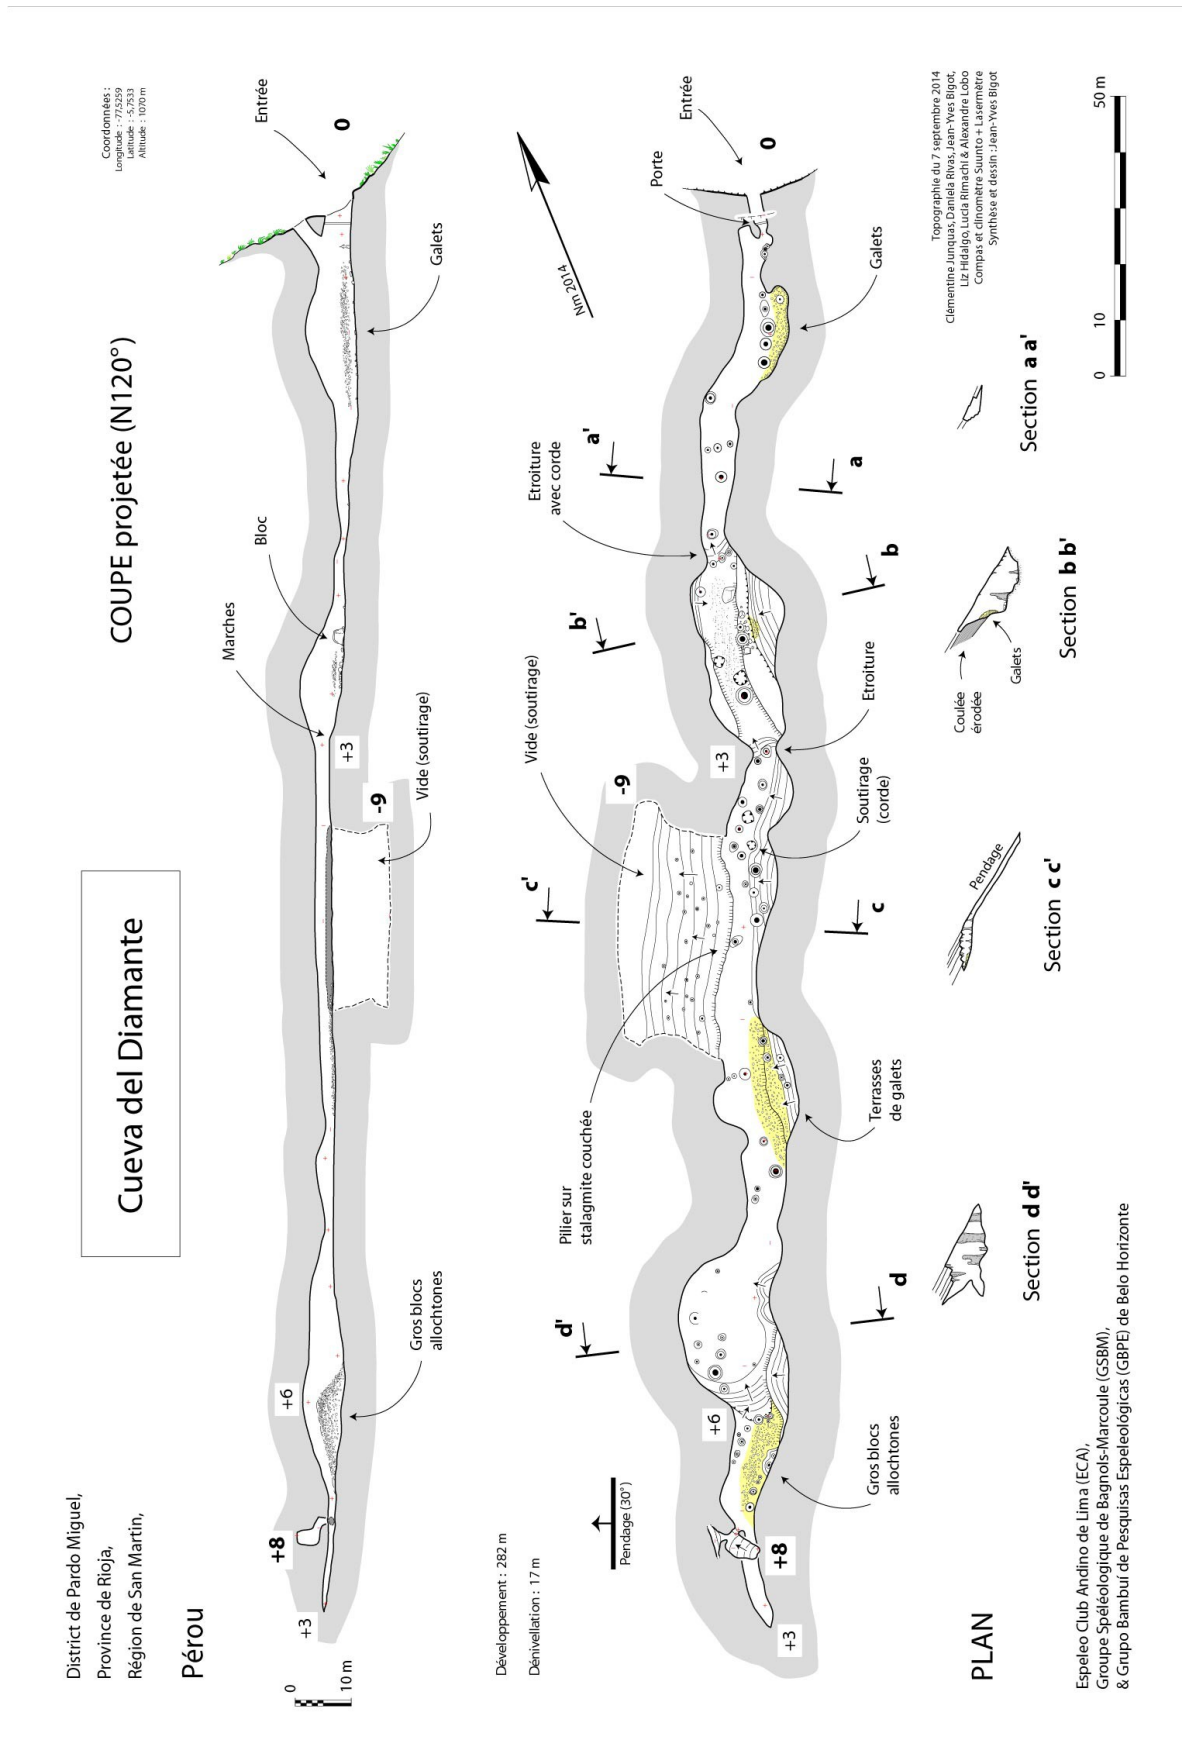 District de Pardo Miguel,
Province de Rioja,
Région de San Martin,
Pérou
Cueva del Diamante
COUPE projetée (N120°)
Coordonnées :
Longitude : -77,5259
Latitude : -5,7533
Altitude : 1070 m
0
10 m
+3
+8
+6
Gros blocs
allochtones
Vide (soutirage)
-9
+3
Marches
Bloc
Galets
Entrée
0
Développement : 282 m
Dénivellation : 17 m
Pendage (30°)
Nm 2014
+3
+8
+6
Gros blocs
allochtones
d'
d
Pilier sur
stalagmite couchée
Terrasses
de galets
c'
c
-9
Vide (soutirage)
Soutirage
(corde)
+3
Etroiture
b'
b
Etroiture
avec corde
a'
a
Galets
Porte
Entrée
0
PLAN
Section d d'
Pendage
Section c c'
Coulée
érodée
Galets
Section b b'
Section a a'
Topographie du 7 septembre 2014
Clémentine Junquas, Daniela Rivas, Jean-Yves Bigot,
Liz Hidalgo, Lucia Rimachi & Alexandre Lobo
Compas et clinomètre Suunto + Lasermètre
Synthèse et dessin : Jean-Yves Bigot
0
10
50 m
Espeleo Club Andino de Lima (ECA),
Groupe Spéléologique de Bagnols-Marcoule (GSBM),
& Grupo Bambuí de Pesquisas Espeleológicas (GBPE) de Belo Horizonte